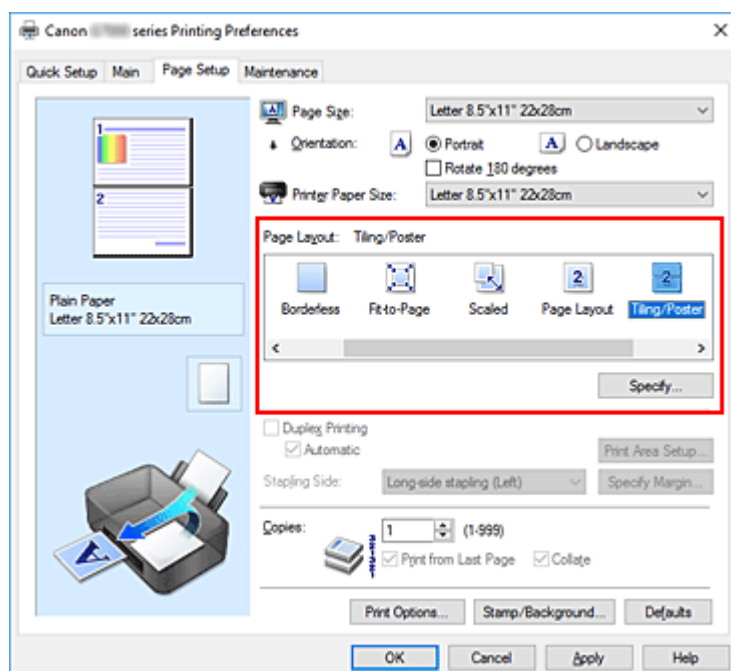 Canon series Printing Preferences
Quick Setup Main Page Setup Maintenance
1
2
Plain Paper
Letter 8.5"x11" 22x28cm
A
Page Size: Letter 8.5"x11" 22x28cm
Orientation: A Portrait A Landscape
Rotate 180 degrees
Printer Paper Size: Letter 8.5"x11" 22x28cm
Page Layout: Tiling/Poster
2 2
Borderless Fit-to-Page Scaled Page Layout Tiling/Poster
Specify...
Duplex Printing
Automatic Print Area Setup...
Stapling Side: Long-side stapling (Left) Specify Margin...
Copies: 1 (1-999)
Print from Last Page Collate
Print Options... Stamp/Background... Defaults
OK Cancel Apply Help